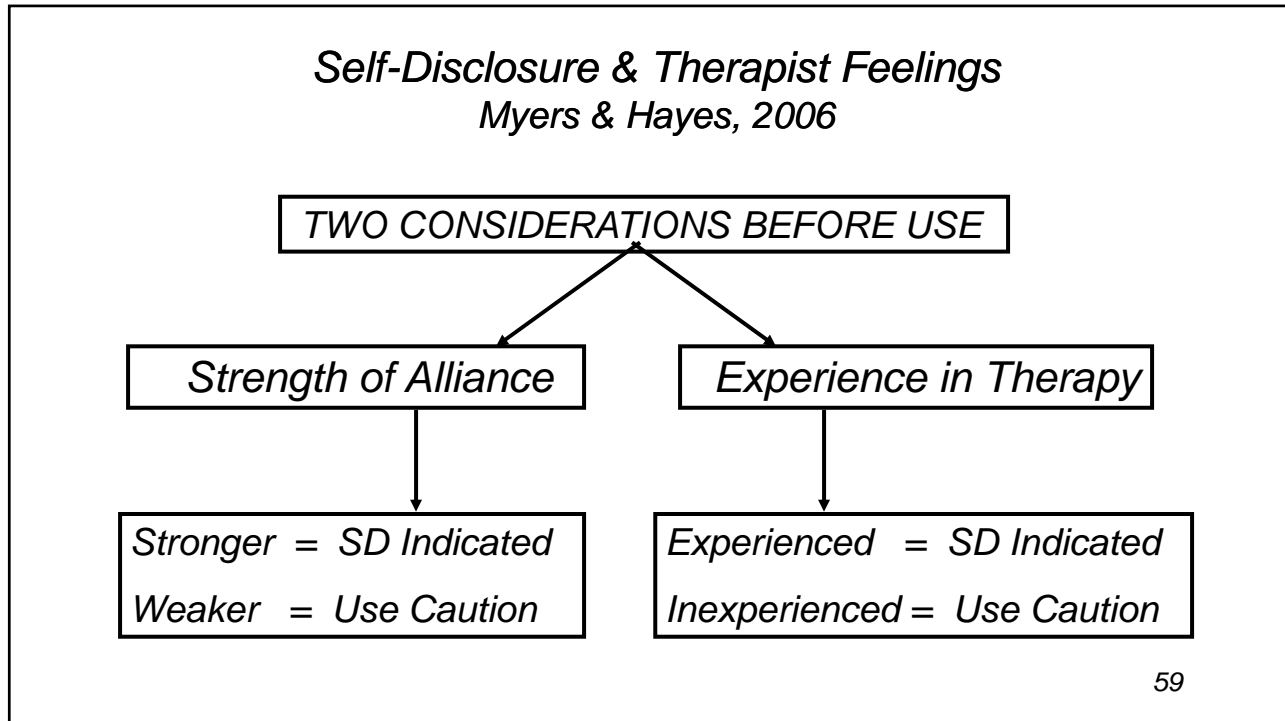 Self-Disclosure & Therapist Feelings
Myers & Hayes, 2006
TWO CONSIDERATIONS BEFORE USE
Strength of Alliance
Experience in Therapy
Stronger = SD Indicated
Weaker = Use Caution
Experienced = SD Indicated
Inexperienced = Use Caution
59